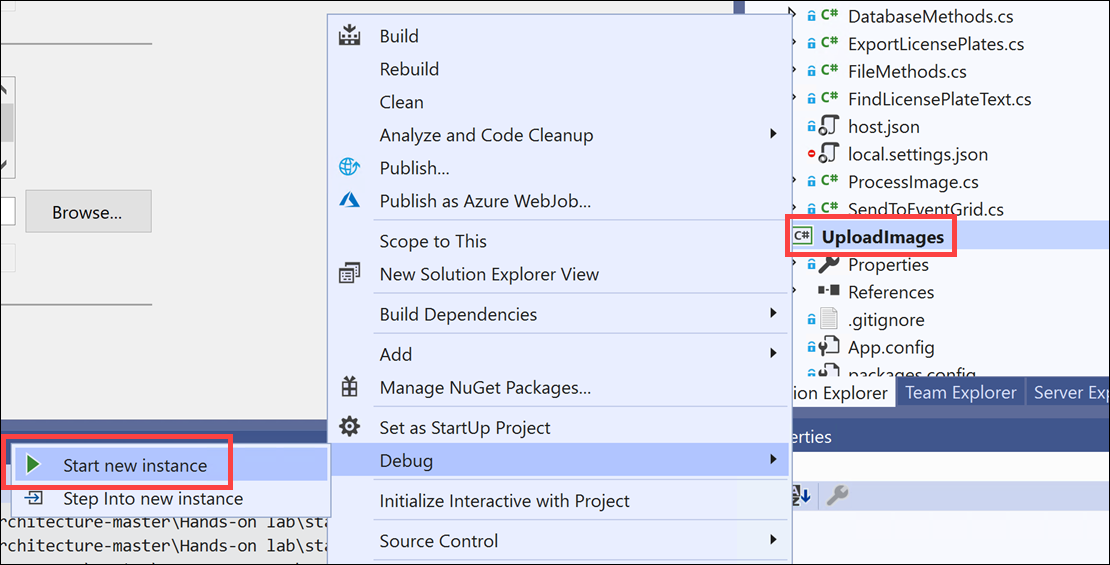 Build
Rebuild
Clean
Analyze and Code Cleanup
Publish...
Publish as Azure WebJob...
Scope to This
New Solution Explorer View
Build Dependencies
Add
Manage NuGet Packages...
Set as StartUp Project
Debug
Initialize Interactive with Project
Source Control
Browse...
Start new instance
Step Into new instance
rchitecture-master\Hands-on lab\sta
rchitecture-master\Hands-on lab\sta
C# DatabaseMethods.cs
C# ExportLicensePlates.cs
C# FileMethods.cs
C# FindLicensePlateText.cs
host.json
local.settings.json
C# ProcessImage.cs
C# SendToEventGrid.cs
C# UploadImages
Properties
References
.gitignore
App.config
packages.config
ion Explorer
Team Explorer
Server Exp
erties